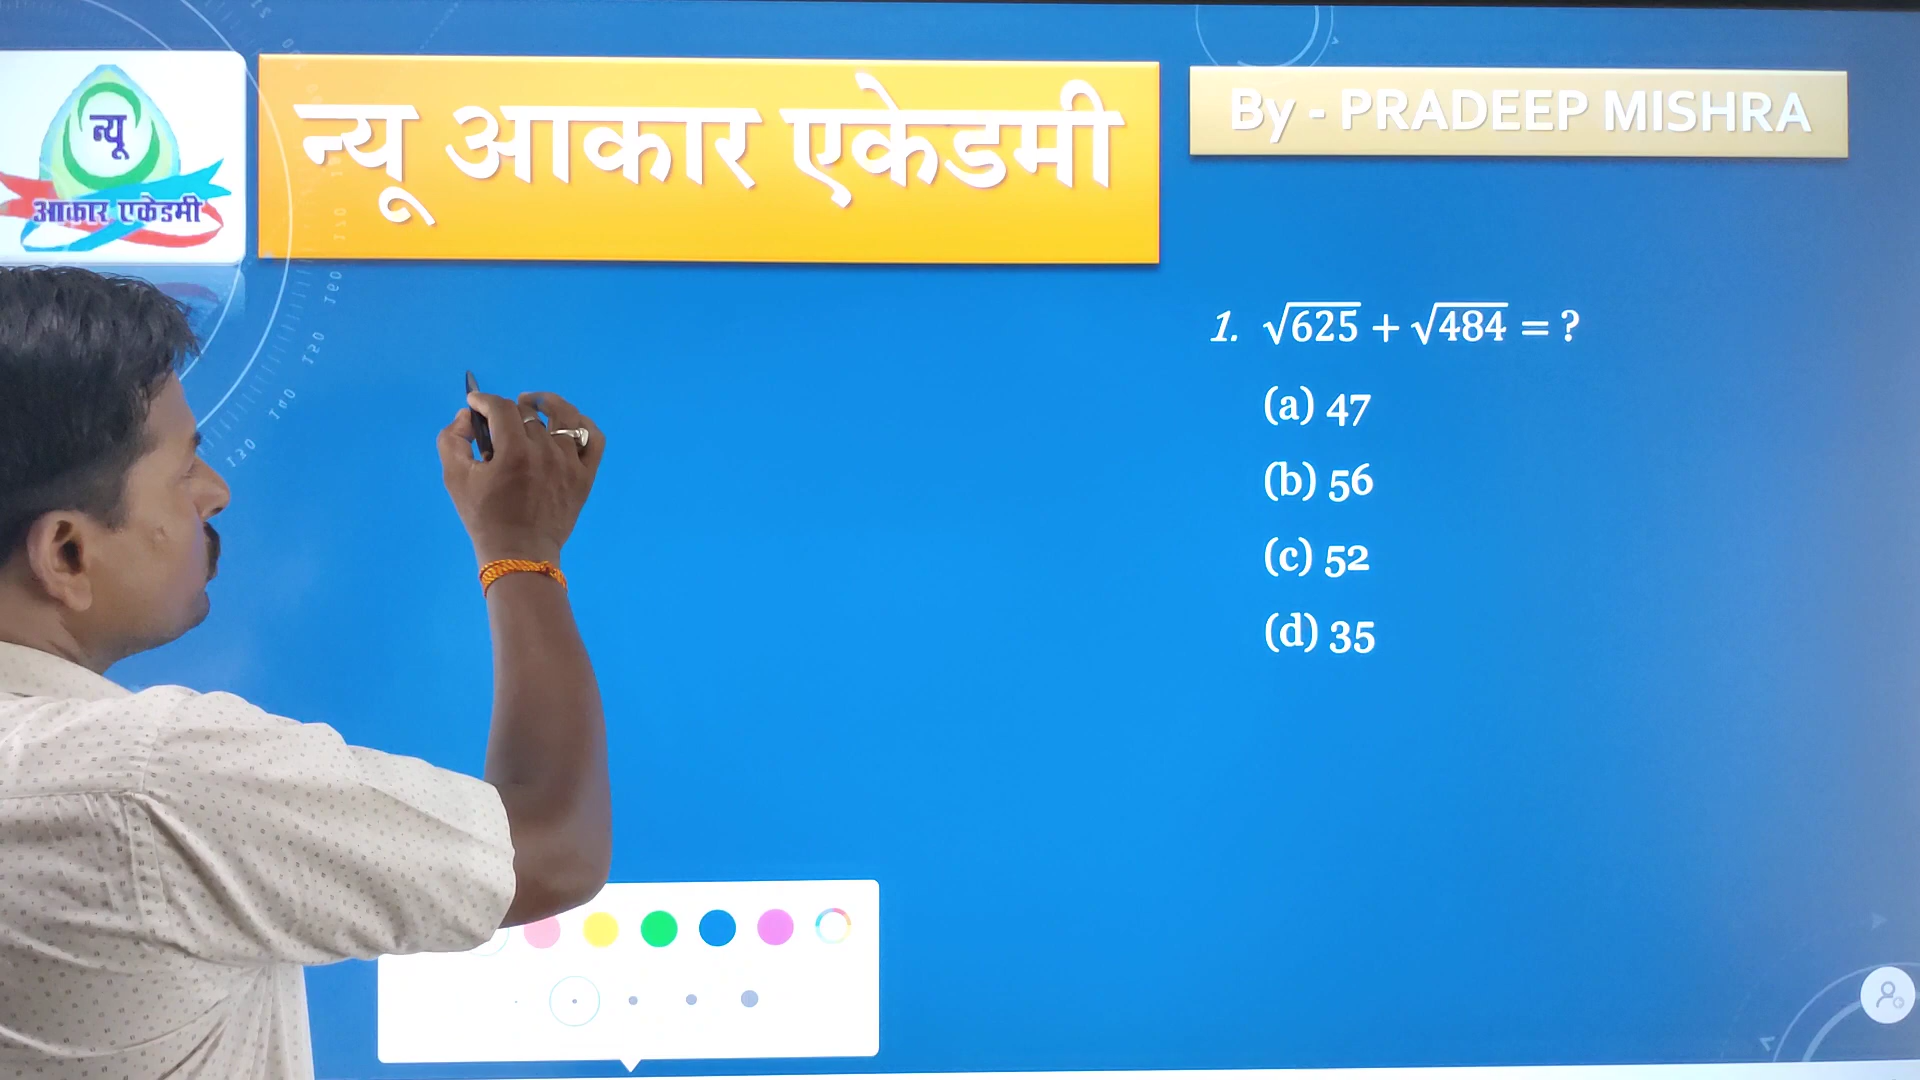 न्यू
आकार एकेडमी
न्यू आकार एकेडमी
By - PRADEEP MISHRA
1. √625 + √484 = ?
(a) 47
(b) 56
(c) 52
(d) 35